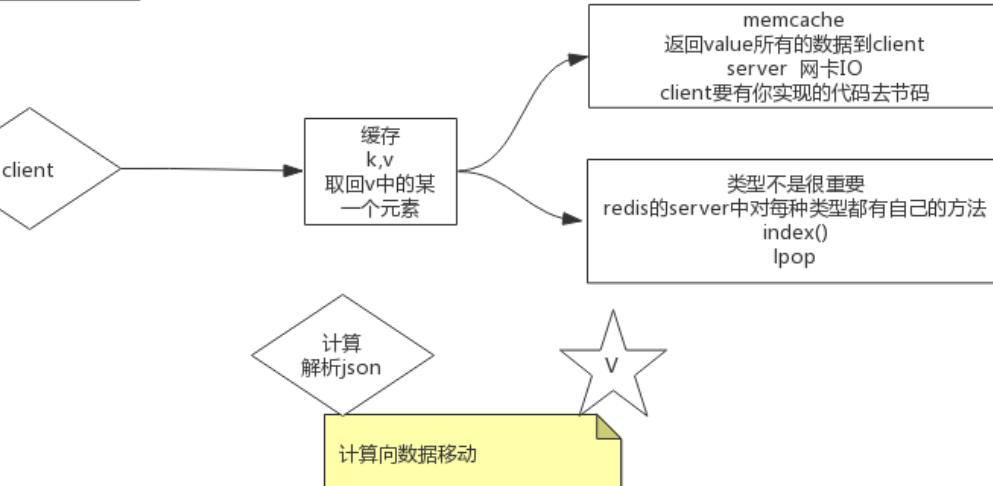 client
缓存
k,v
取回v中的某
一个元素
memcache
返回value所有的数据到client
server 网卡IO
client要有你实现的代码去节码
类型不是很重要
redis的server中对每种类型都有自己的方法
index()
lpop
计算
解析json
V
计算向数据移动